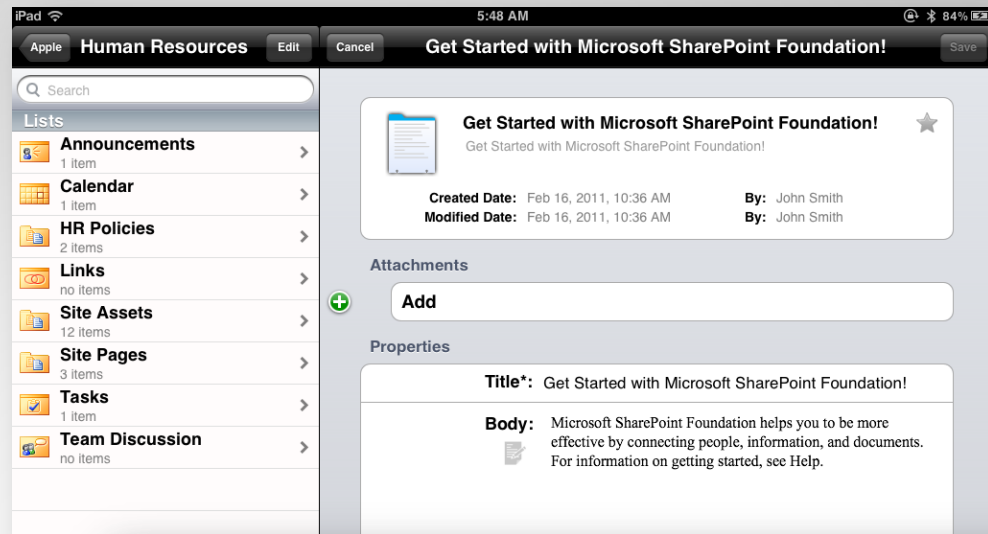 iPad 5:48 AM 84%
Apple Human Resources Edit Cancel Get Started with Microsoft SharePoint Foundation! Save
Search
Lists
Announcements
1 item
Calendar
1 item
HR Policies
2 items
Links
no items
Site Assets
12 items
Site Pages
3 items
Tasks
1 item
Team Discussion
no items
Get Started with Microsoft SharePoint Foundation!
Get Started with Microsoft SharePoint Foundation!
Created Date: Feb 16, 2011, 10:36 AM By: John Smith
Modified Date: Feb 16, 2011, 10:36 AM By: John Smith
Attachments
Add
Properties
Title*: Get Started with Microsoft SharePoint Foundation!
Body: Microsoft SharePoint Foundation helps you to be more
effective by connecting people, information, and documents.
For information on getting started, see Help.